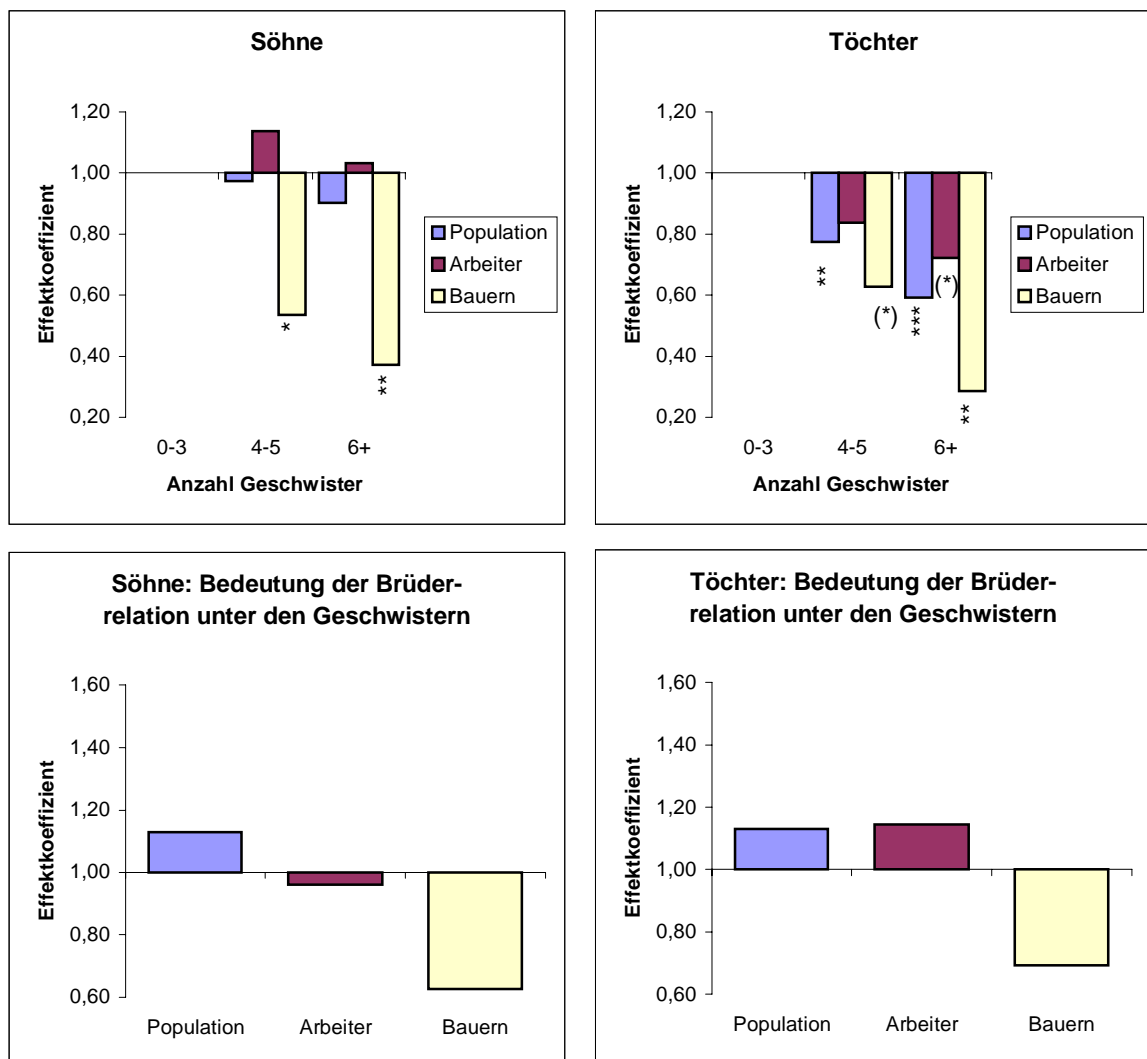 Söhne
1,20
1,00
0,80
0,60
0,40
0,20
Effektkoeffizient
*
**
0-3 4-5 6+
Anzahl Geschwister
Population
Arbeiter
Bauern
Töchter
1,20
1,00
0,80
0,60
0,40
0,20
Effektkoeffizient
**
(*)
***
(*)
**
0-3 4-5 6+
Anzahl Geschwister
Population
Arbeiter
Bauern
Söhne: Bedeutung der Brüder-
relation unter den Geschwistern
1,60
1,40
1,20
1,00
0,80
0,60
Effektkoeffizient
Population Arbeiter Bauern
Töchter: Bedeutung der Brüder-
relation unter den Geschwistern
1,60
1,40
1,20
1,00
0,80
0,60
Effektkoeffizient
Population Arbeiter Bauern